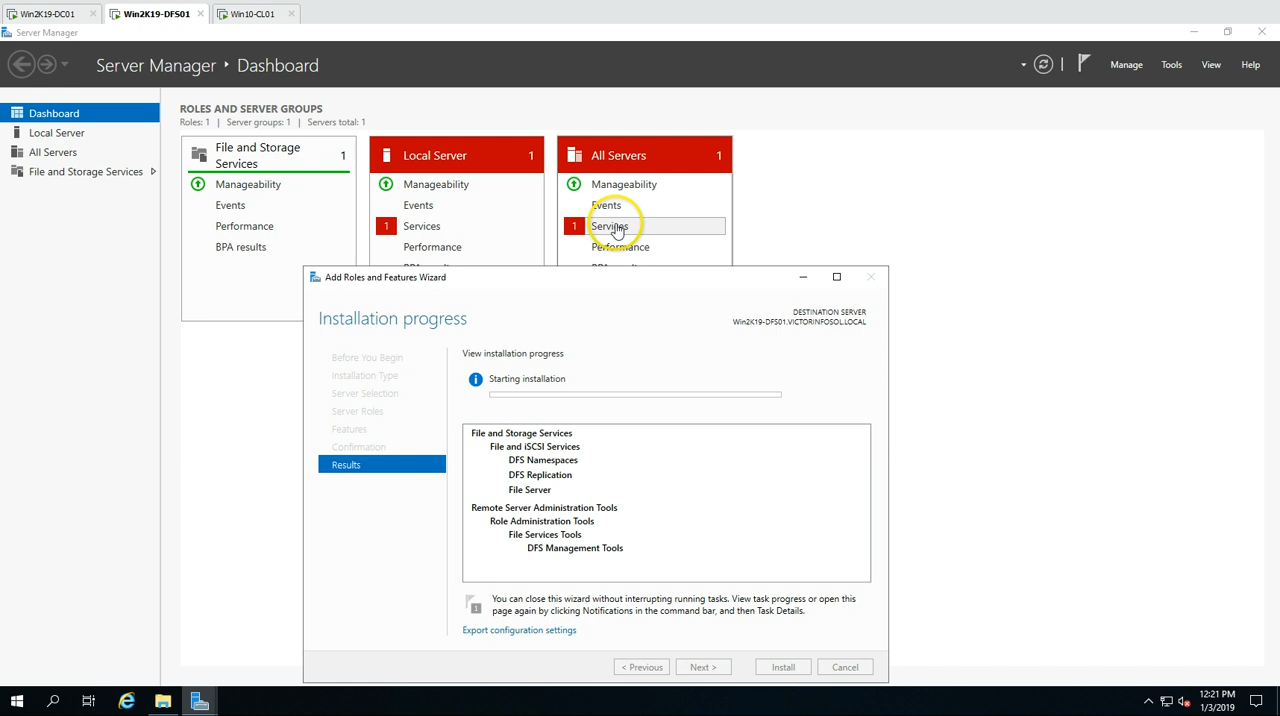 Win2K19-DC01
Win2K19-DFS01
Win10-CL01
Server Manager
Server Manager Dashboard
Manage
Tools
View
Help
Dashboard
Local Server
All Servers
File and Storage Services
ROLES AND SERVER GROUPS
Roles: 1 | Server groups: 1 | Servers total: 1
File and Storage
Services
1
Manageability
Events
Performance
BPA results
Local Server
1
Manageability
Events
1 Services
Performance
All Servers
1
Manageability
Events
1 Services
Performance
Add Roles and Features Wizard
Installation progress
DESTINATION SERVER
Win2K19-DFS01.VICTORINFOSOL.LOCAL
Before You Begin
Installation Type
Server Selection
Server Roles
Features
Confirmation
Results
View installation progress
Starting installation
File and Storage Services
File and iSCSI Services
DFS Namespaces
DFS Replication
File Server
Remote Server Administration Tools
Role Administration Tools
File Services Tools
DFS Management Tools
1
You can close this wizard without interrupting running tasks. View task progress or open this
page again by clicking Notifications in the command bar, and then Task Details.
Export configuration settings
< Previous
Next >
Install
Cancel
12:21 PM
1/3/2019